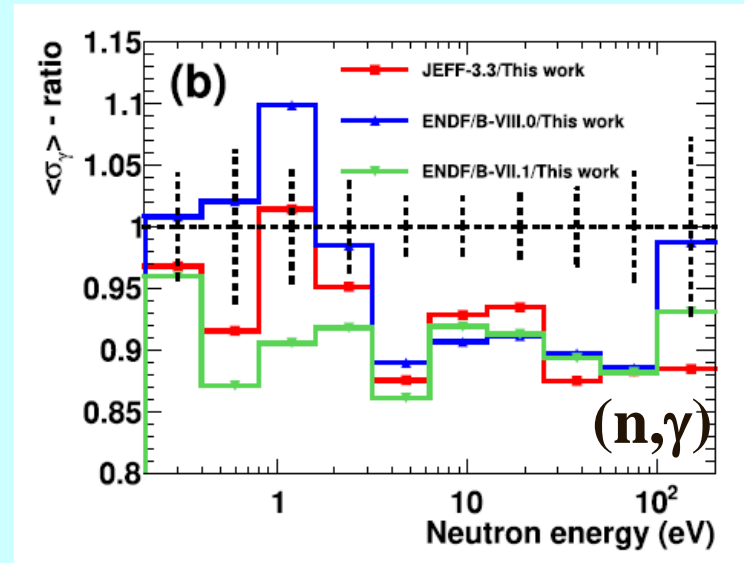 1.15
1.1
1.05
1
0.95
0.9
0.85
0.8
<σγ> - ratio
(b)
JEFF-3.3/This work
ENDF/B-VIII.0/This work
ENDF/B-VII.1/This work
(n,γ)
1
10
10²
Neutron energy (eV)